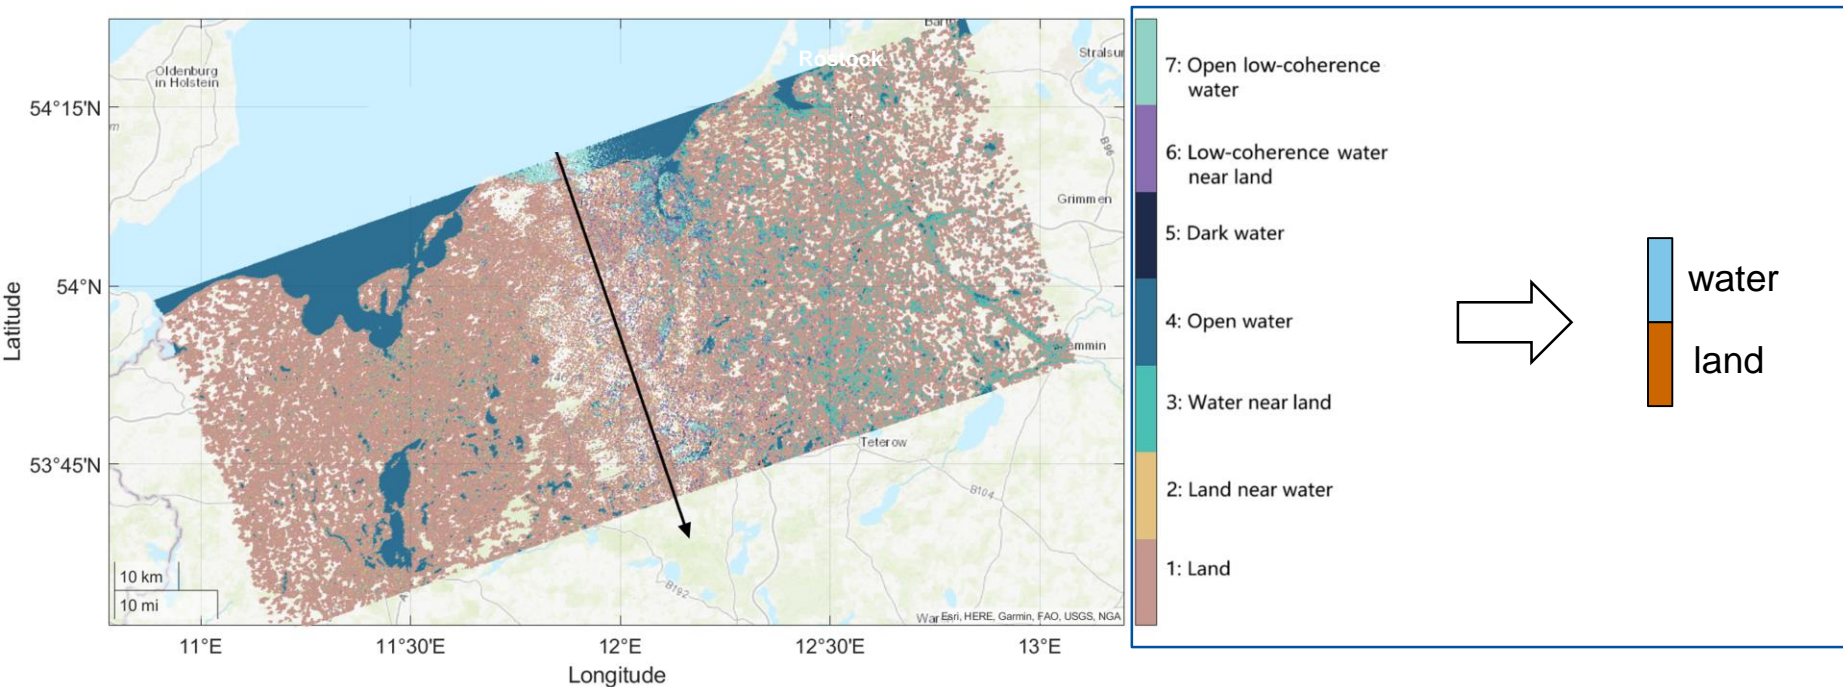 Rostock
Stralsur
Oldenburg
in Holstein
54°15'N
B96
Grimmen
54°N
Latitude
ammin
53°45'N
Teterow
B104
10 km
10 mi
B192
Esri, HERE, Garmin, FAO, USGS, NGA
11°E
11°30'E
12°E
12°30'E
13°E
Longitude
7: Open low-coherence
water
6: Low-coherence water
near land
5: Dark water
4: Open water
3: Water near land
2: Land near water
1: Land
water
land